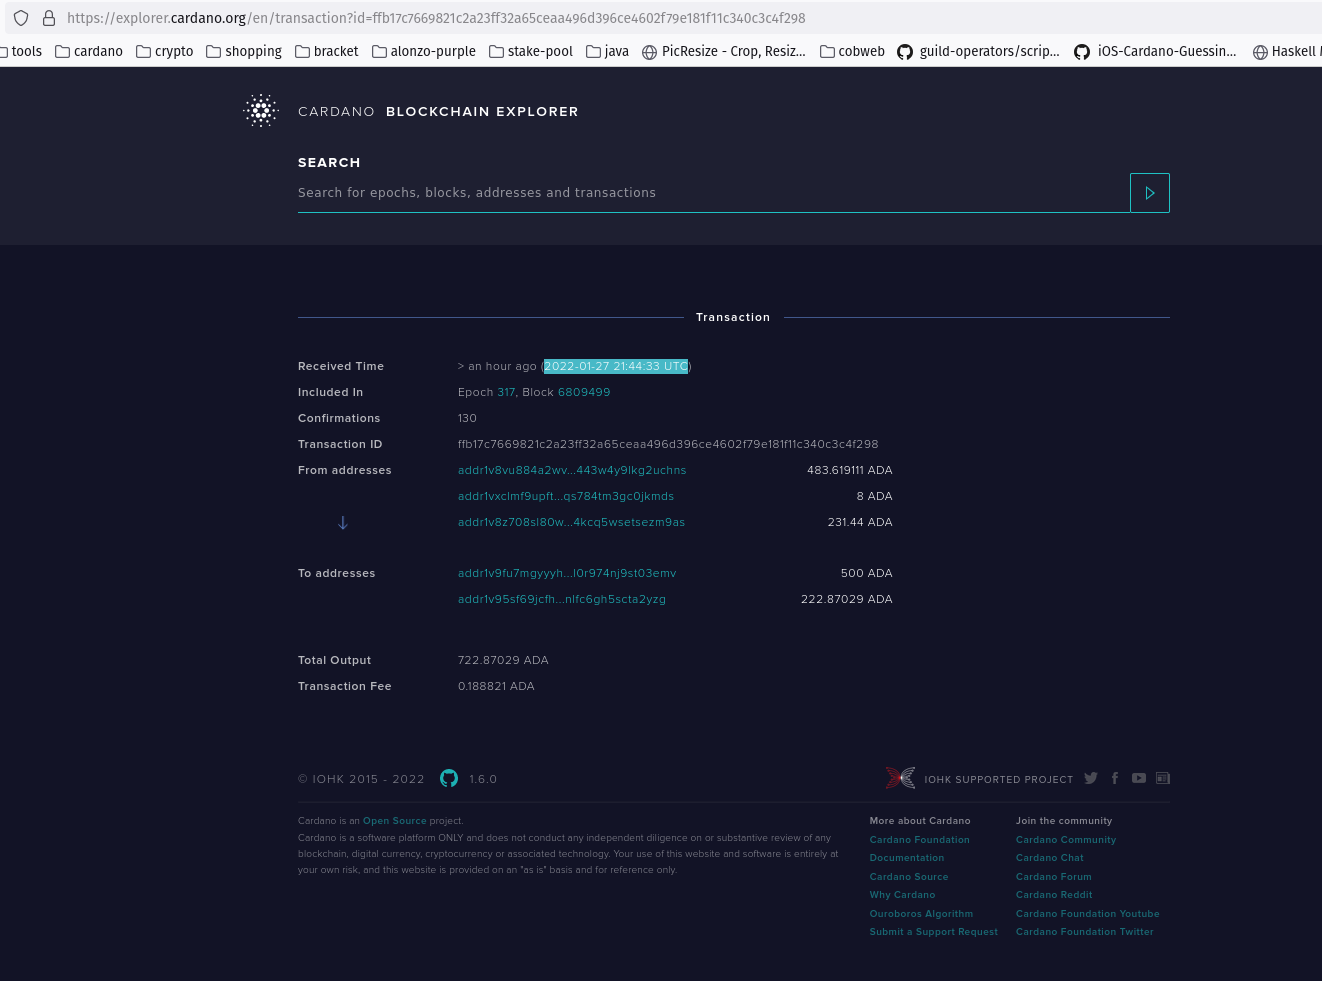 https://explorer.cardano.org/en/transaction?id=ffb17c7669821c2a23ff32a65ceaa496d396ce4602f79e181f11c340c3c4f298
tools cardano crypto shopping bracket alonzo-purple stake-pool java PicResize - Crop, Resiz... cobweb guild-operators/scrip... iOS-Cardano-Guessin... Haskell
CARDANO BLOCKCHAIN EXPLORER
SEARCH
Search for epochs, blocks, addresses and transactions
Transaction
Received Time > an hour ago (2022-01-27 21:44:33 UTC)
Included In Epoch 317, Block 6809499
Confirmations 130
Transaction ID ffb17c7669821c2a23ff32a65ceaa496d396ce4602f79e181f11c340c3c4f298
From addresses addr1v8vu884a2wv...443w4y9lkg2uchns 483.619111 ADA
addr1vxclmf9upft...qs784tm3gc0jkmds 8 ADA
addr1v8z708sl80w...4kcq5wsetsezm9as 231.44 ADA
To addresses addr1v9fu7mgyyyh...l0r974nj9st03emv 500 ADA
addr1v95sf69jcfh...nlfc6gh5scta2yzg 222.87029 ADA
Total Output 722.87029 ADA
Transaction Fee 0.188821 ADA
© IOHK 2015 - 2022 1.6.0 IOHK SUPPORTED PROJECT
Cardano is an Open Source project.
Cardano is a software platform ONLY and does not conduct any independent diligence on or substantive review of any
blockchain, digital currency, cryptocurrency or associated technology. Your use of this website and software is entirely at
your own risk, and this website is provided on an "as is" basis and for reference only.
More about Cardano
Cardano Foundation
Documentation
Cardano Source
Why Cardano
Ouroboros Algorithm
Submit a Support Request
Join the community
Cardano Community
Cardano Chat
Cardano Forum
Cardano Reddit
Cardano Foundation Youtube
Cardano Foundation Twitter